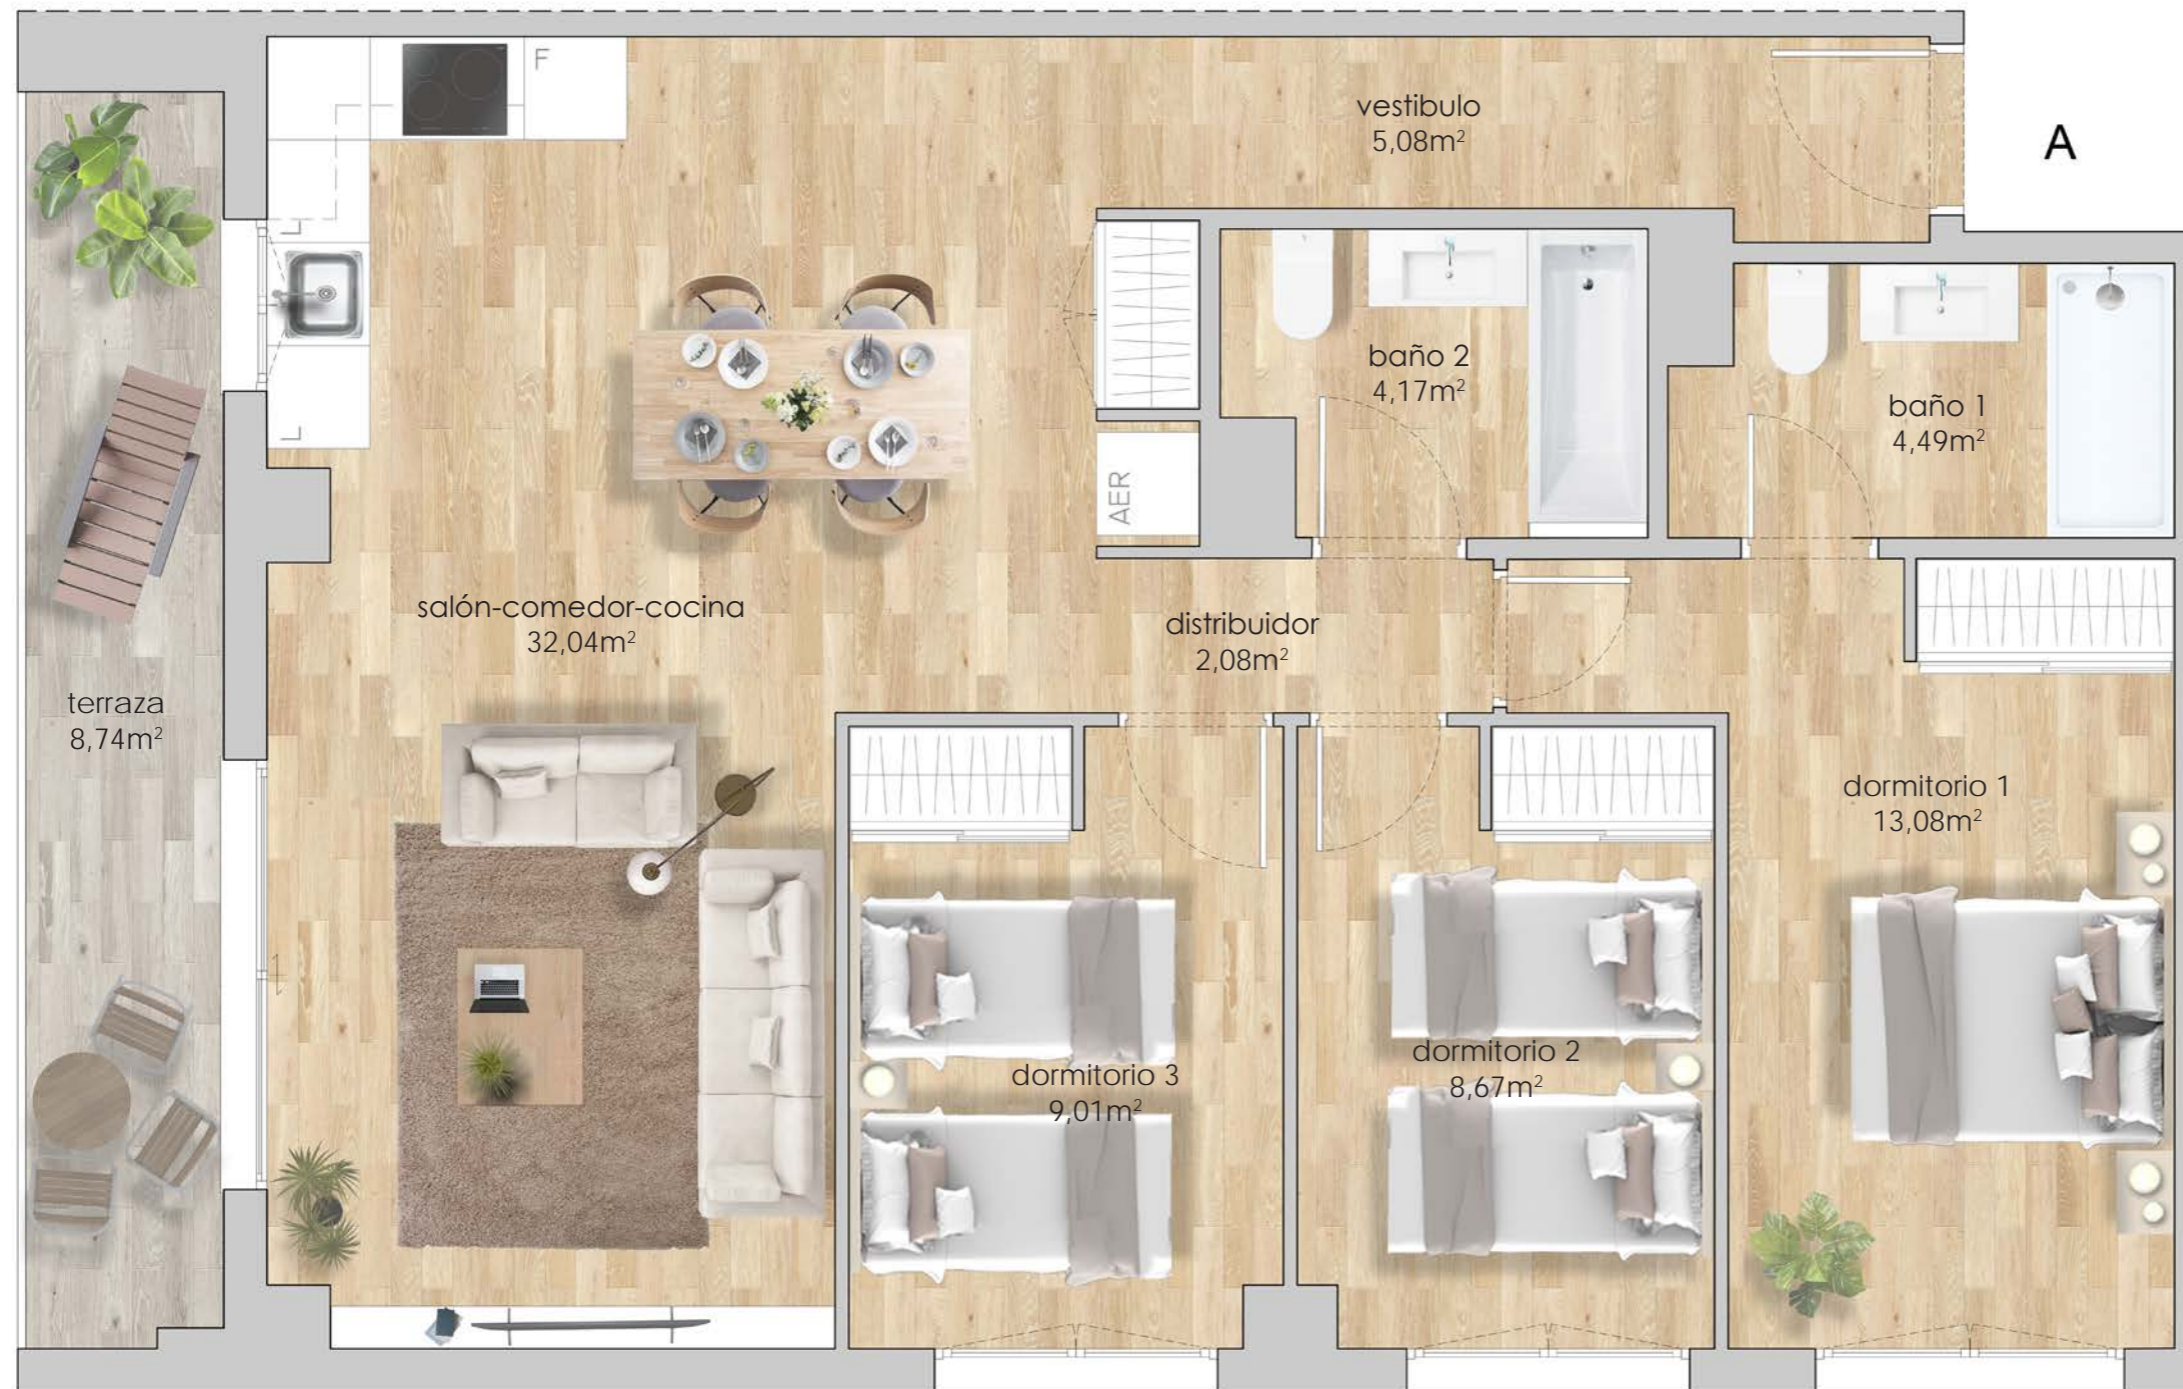 F
vestibulo
5,08m²
A
baño 2
4,17m²
baño 1
4,49m²
AER
salón-comedor-cocina
32,04m²
distribuidor
2,08m²
terraza
8,74m²
dormitorio 1
13,08m²
dormitorio 2
8,67m²
dormitorio 3
9,01m²